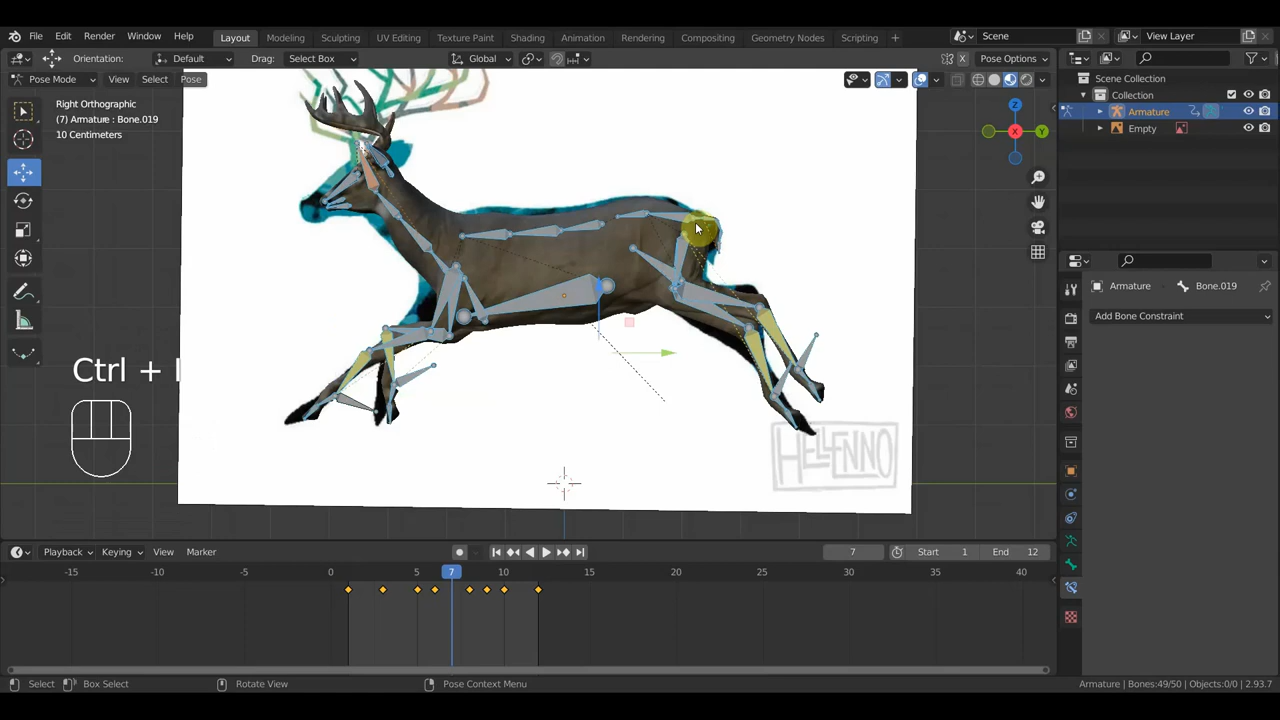 File Edit Render Window Help Layout Modeling Sculpting UV Editing Texture Paint Shading Animation Rendering Compositing Geometry Nodes Scripting + Scene View Layer
Orientation: Default Drag: Select Box Global Pose Options
Pose Mode View Select Pose
Right Orthographic
(7) Armature : Bone.019
10 Centimeters
Z
X
Y
Scene Collection
Collection
Armature
Empty
Armature Bone.019
Add Bone Constraint
Ctrl +
HELLENNO
Playback Keying View Marker 7 Start 1 End 12
-15 -10 0 5 7 10 15 20 25 30 35 40
Select Box Select Rotate View Pose Context Menu Armature | Bones:49/50 | Objects:0/0 | 2.93.7